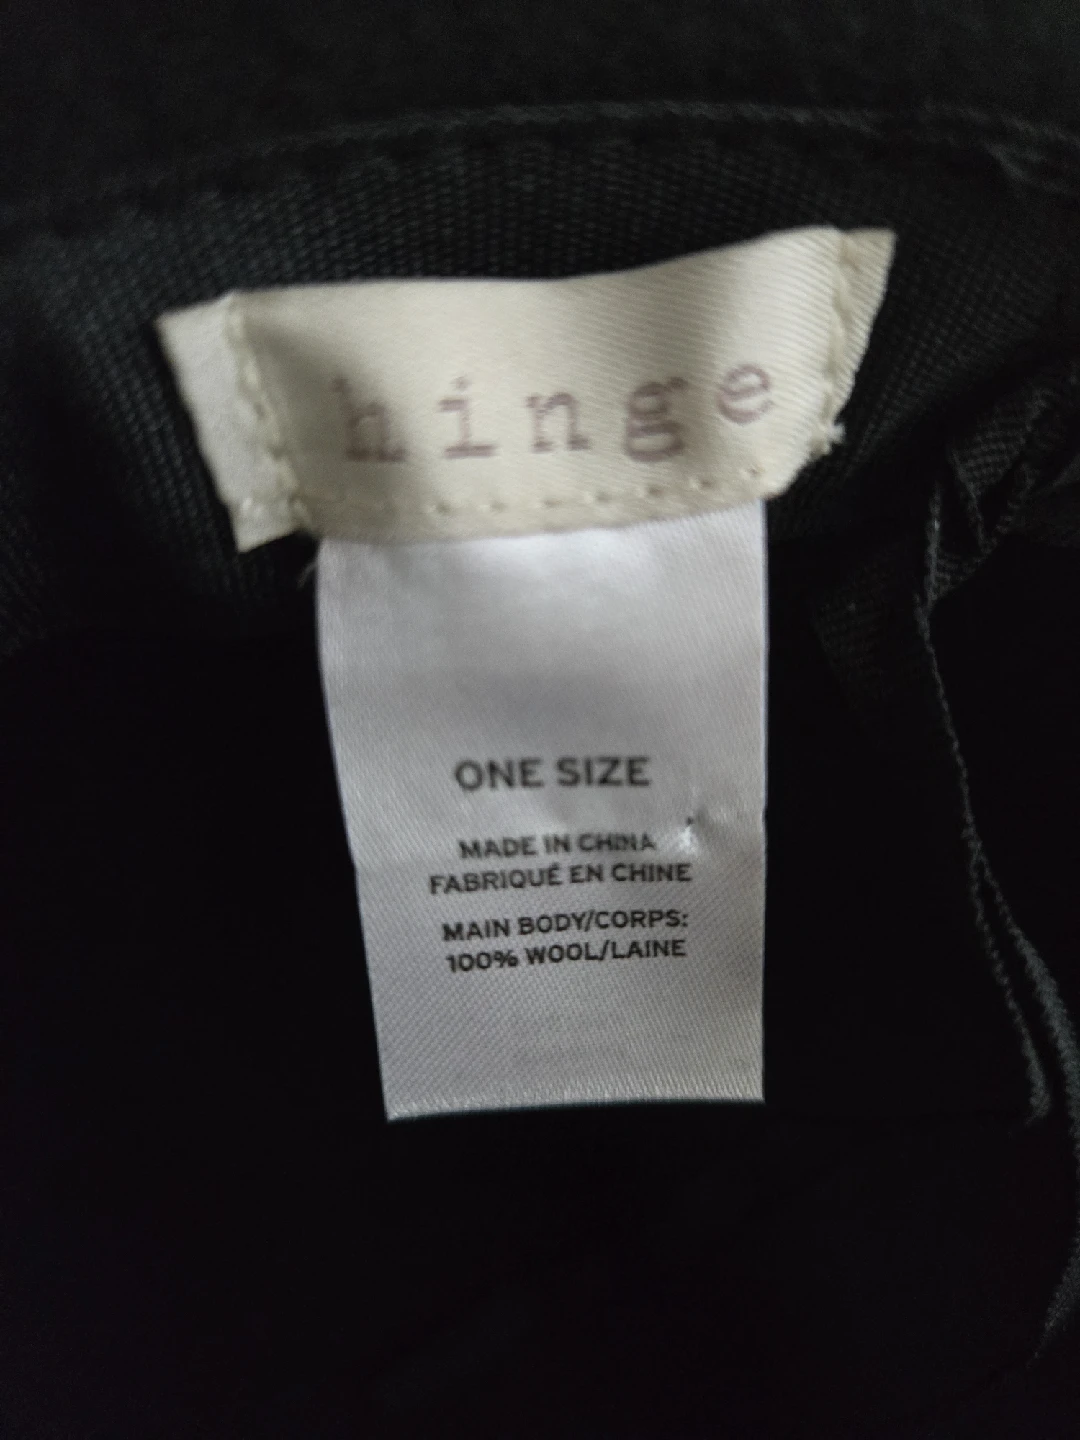 hinge
ONE SIZE
MADE IN CHINA
FABRIQUÉ EN CHINE
MAIN BODY/CORPS:
100% WOOL/LAINE